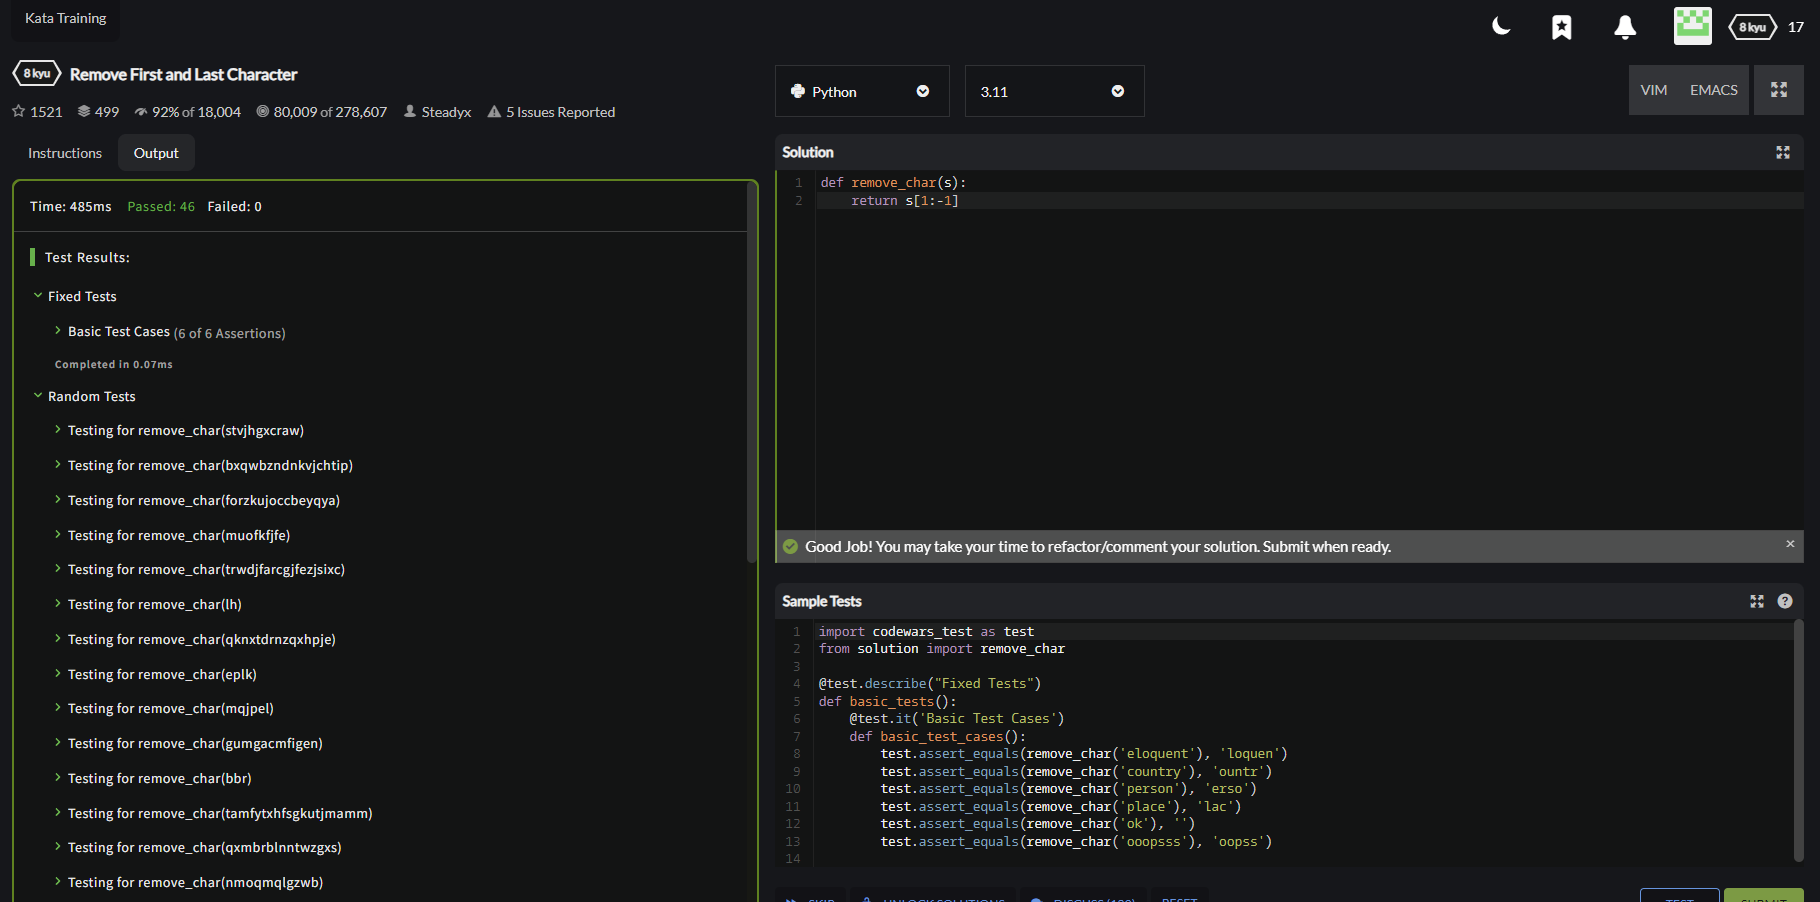 Kata Training
8 kyu 17
8 kyu Remove First and Last Character
1521 499 92% of 18,004 80,009 of 278,607 Steadyx 5 Issues Reported
Instructions Output
Time: 485ms Passed: 46 Failed: 0
Test Results:
Fixed Tests
Basic Test Cases (6 of 6 Assertions)
Completed in 0.07ms
Random Tests
Testing for remove_char(stvjhgxcraw)
Testing for remove_char(bxqwbzndnkvjchtip)
Testing for remove_char(forzkujoccbeyqya)
Testing for remove_char(muofkfjfe)
Testing for remove_char(trwdjfarcgjfezjsixc)
Testing for remove_char(lh)
Testing for remove_char(qknxtdrnzqxhpje)
Testing for remove_char(eplk)
Testing for remove_char(mqjpel)
Testing for remove_char(gumgacmfigen)
Testing for remove_char(bbr)
Testing for remove_char(tamfytxhfsgkutjmamm)
Testing for remove_char(qxmbrblnntwzgxs)
Testing for remove_char(nmoqmqlgzwb)
Python 3.11 VIM EMACS
Solution
1 def remove_char(s):
2     return s[1:-1]
Good Job! You may take your time to refactor/comment your solution. Submit when ready.
Sample Tests
1 import codewars_test as test
2 from solution import remove_char
3
4 @test.describe("Fixed Tests")
5 def basic_tests():
6     @test.it('Basic Test Cases')
7     def basic_test_cases():
8         test.assert_equals(remove_char('eloquent'), 'loquen')
9         test.assert_equals(remove_char('country'), 'ountr')
10         test.assert_equals(remove_char('person'), 'erso')
11         test.assert_equals(remove_char('place'), 'lac')
12         test.assert_equals(remove_char('ok'), '')
13         test.assert_equals(remove_char('ooopsss'), 'oopss')
14
SKIP UNLOCK SOLUTIONS DISCUSS (190) RESET TEST SUBMIT